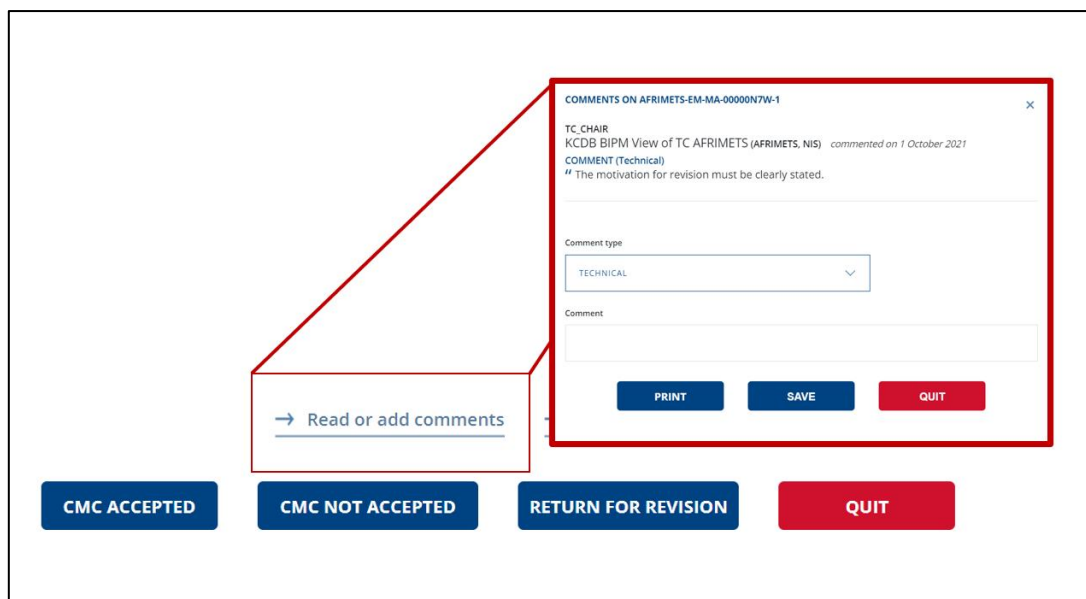 COMMENTS ON AFRIMETS-EM-MA-00000N7W-1
×
TC_CHAIR
KCDB BIPM View of TC AFRIMETS (AFRIMETS, NIS) commented on 1 October 2021
COMMENT (Technical)
" The motivation for revision must be clearly stated.
Comment type
TECHNICAL
Comment
PRINT SAVE QUIT
→ Read or add comments
CMC ACCEPTED CMC NOT ACCEPTED RETURN FOR REVISION QUIT